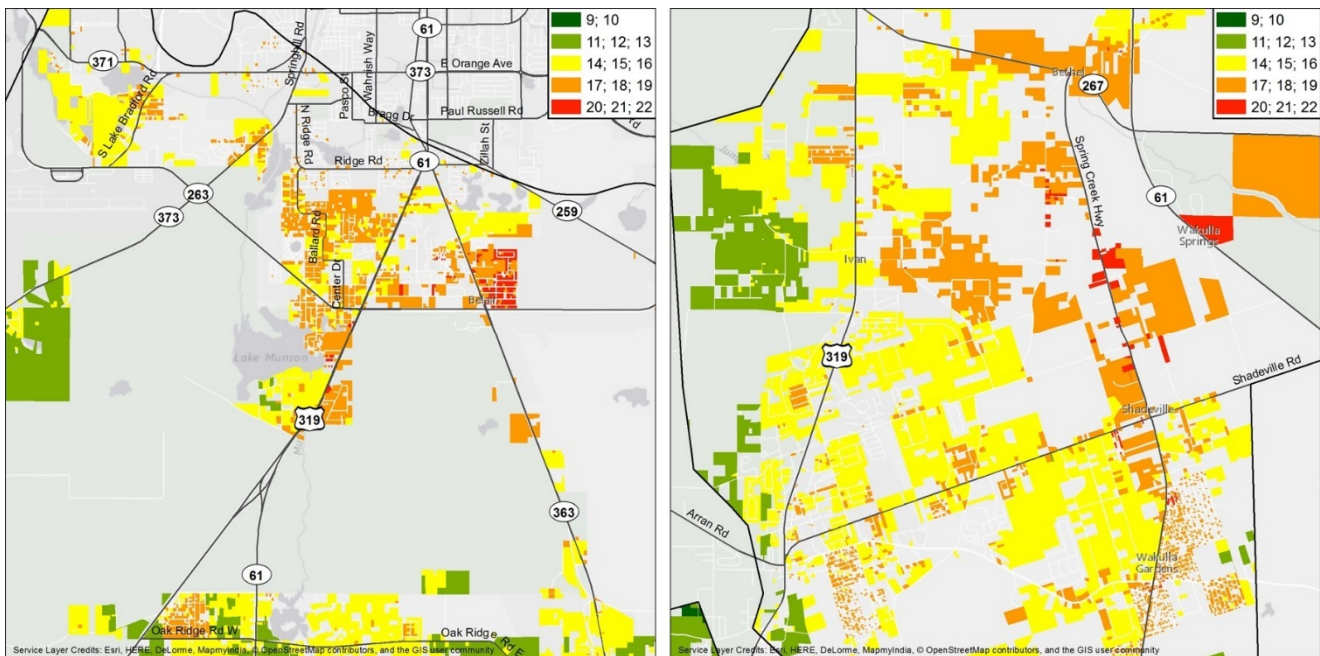 61
9; 10
11; 12; 13
14; 15; 16
17; 18; 19
20; 21; 22
371
Springhill Rd
Wahnish Way
373
E Orange Ave
S Lake Bradford Rd
Pasco St
Bragg Dr
Paul Russell Rd
Rd
N Ridge Rd
Zillah St
Ridge Rd
61
263
373
259
Ballard Rd
Center Dr
Belair
Lake Munson
319
363
61
Oak Ridge Rd W
Oak Ridge Rd E
Service Layer Credits: Esri, HERE, DeLorme, MapmyIndia, © OpenStreetMap contributors, and the GIS user community
9; 10
11; 12; 13
14; 15; 16
17; 18; 19
20; 21; 22
Bethel
267
Spring Creek Hwy
61
Wakulla
Springs
Ivan
319
Shadeville Rd
Shadeville
Arran Rd
Wakulla
Gardens
Service Layer Credits: Esri, HERE, DeLorme, MapmyIndia, © OpenStreetMap contributors, and the GIS user community